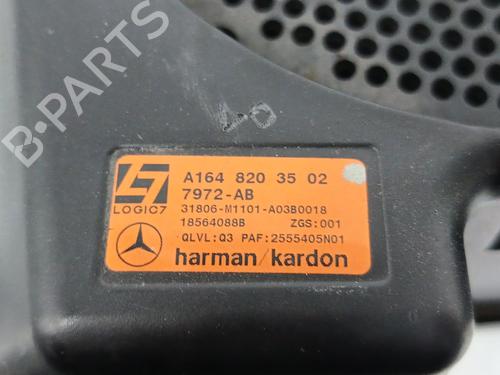 B-PARTS
LOGIC7
A164 820 35 02
7972-AB
31806-M1101-A03B0018
18564088B ZGS:001
QLVL:Q3 PAF:2555405N01
harman/kardon